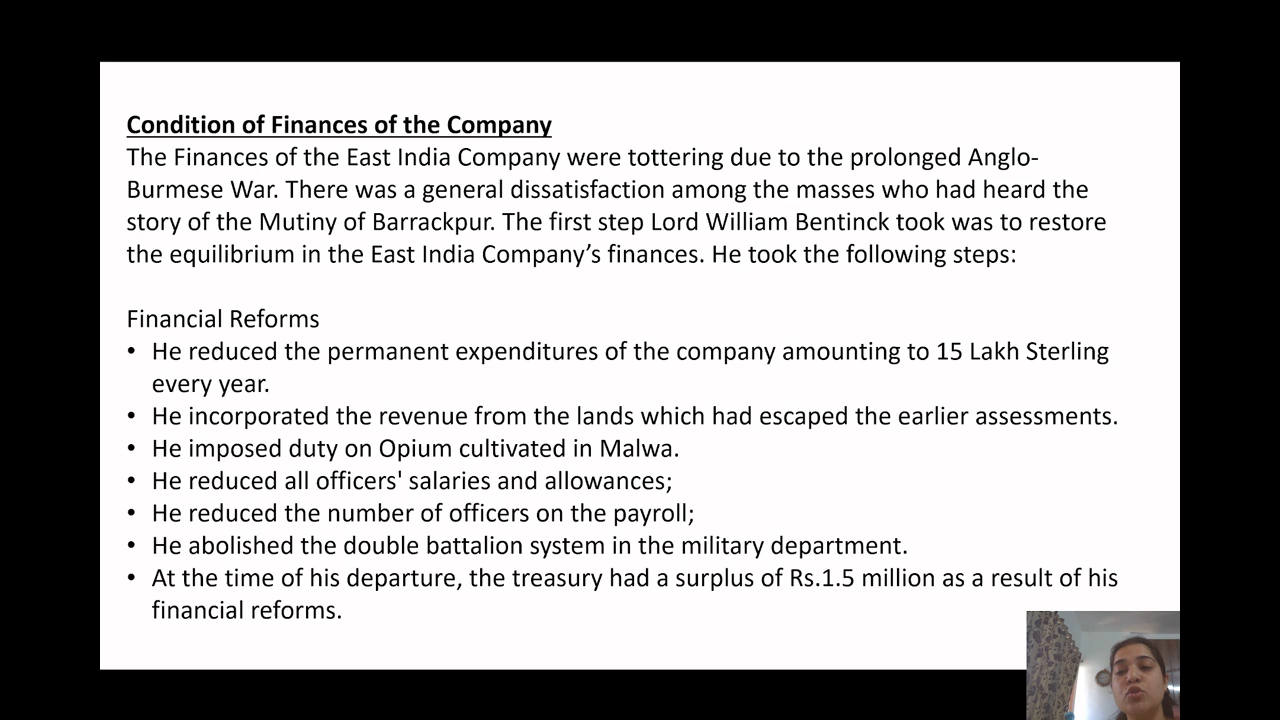 Condition of Finances of the Company
The Finances of the East India Company were tottering due to the prolonged Anglo-
Burmese War. There was a general dissatisfaction among the masses who had heard the
story of the Mutiny of Barrackpur. The first step Lord William Bentinck took was to restore
the equilibrium in the East India Company’s finances. He took the following steps:
Financial Reforms
• He reduced the permanent expenditures of the company amounting to 15 Lakh Sterling
every year.
• He incorporated the revenue from the lands which had escaped the earlier assessments.
• He imposed duty on Opium cultivated in Malwa.
• He reduced all officers' salaries and allowances;
• He reduced the number of officers on the payroll;
• He abolished the double battalion system in the military department.
• At the time of his departure, the treasury had a surplus of Rs.1.5 million as a result of his
financial reforms.